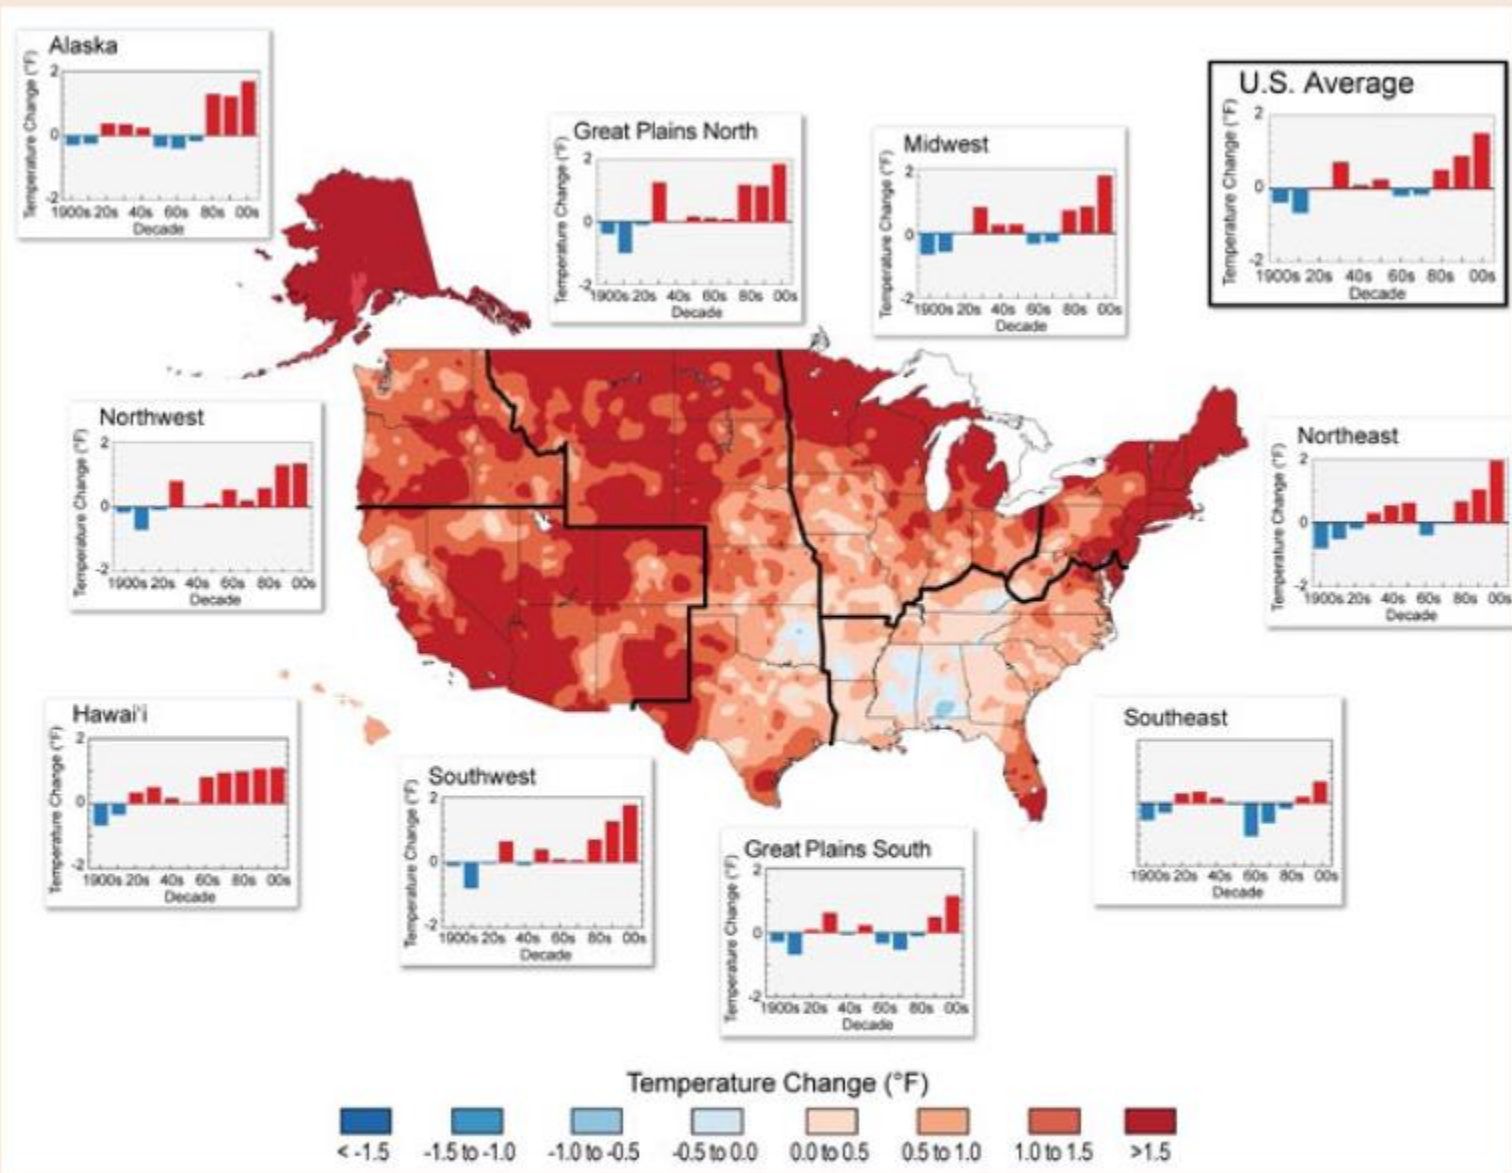 Alaska
Temperature Change (°F)
2
0
-2
1900s 20s 40s 60s 80s 00s
Decade
Great Plains North
Temperature Change (°F)
2
0
-2
1900s 20s 40s 60s 80s 00s
Decade
Midwest
Temperature Change (°F)
2
0
-2
1900s 20s 40s 60s 80s 00s
Decade
U.S. Average
Temperature Change (°F)
2
0
-2
1900s 20s 40s 60s 80s 00s
Decade
Northwest
Temperature Change (°F)
2
0
-2
1900s 20s 40s 60s 80s 00s
Decade
Northeast
Temperature Change (°F)
2
0
-2
1900s 20s 40s 60s 80s 00s
Decade
Hawai'i
Temperature Change (°F)
2
0
-2
1900s 20s 40s 60s 80s 00s
Decade
Southwest
Temperature Change (°F)
2
0
-2
1900s 20s 40s 60s 80s 00s
Decade
Great Plains South
Temperature Change (°F)
2
0
-2
1900s 20s 40s 60s 80s 00s
Decade
Southeast
1900s 20s 40s 60s 80s 00s
Decade
Temperature Change (°F)
< -1.5 -1.5 to -1.0 -1.0 to -0.5 -0.5 to 0.0 0.0 to 0.5 0.5 to 1.0 1.0 to 1.5 >1.5